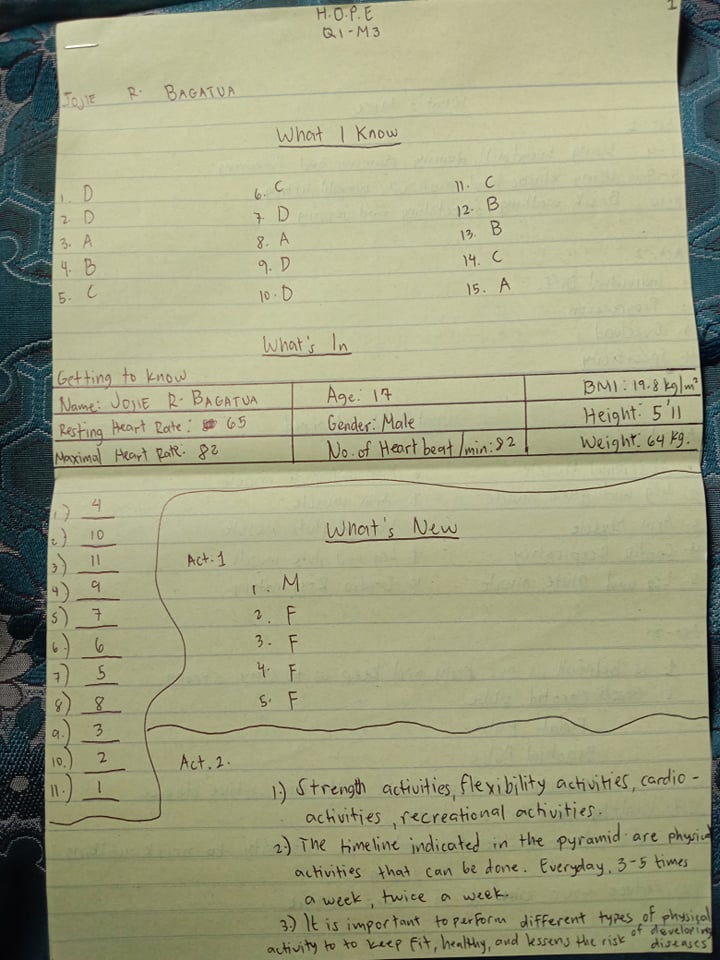 H.O.P.E
Q1-M3
1
JOJIE R. BAGATUA
What I Know
1. D
2. D
3. A
4. B
5. C
6. C
7. D
8. A
9. D
10. D
11. C
12. B
13. B
14. C
15. A
What's In
Getting to know
Name: JOJIE R. BAGATUA
Age: 17
BMI: 19.8 kg/m²
Resting Heart Rate: 65
Gender: Male
Height: 5'11
Maximal Heart Rate: 82
No. of Heart beat/min: 82
Weight: 64 kg.
1.) 4
2.) 10
3.) 11
4.) 9
5.) 7
6.) 6
7.) 5
8.) 8
9.) 3
10.) 2
11.) 1
What's New
Act. 1
1. M
2. F
3. F
4. F
5. F
Act. 2.
1.) Strength activities, flexibility activities, cardio -
activities, recreational activities.
2.) The timeline indicated in the pyramid are physical
activities that can be done. Everyday, 3-5 times
a week, twice a week.
3.) It is important to perform different types of physical
activity to to keep fit, healthy, and lessens the risk of developing
diseases